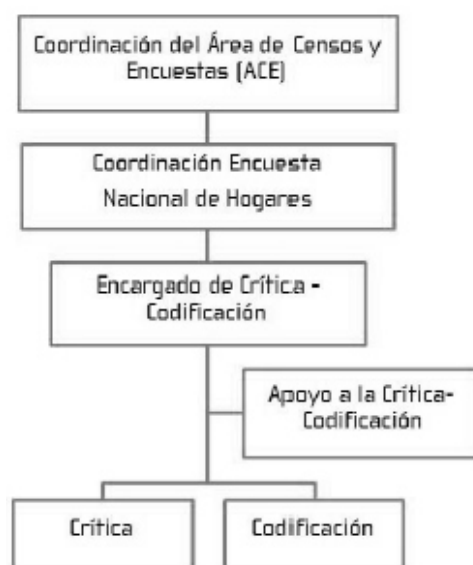 Coordinación del Área de Censos y
Encuestas (ACE)
Coordinación Encuesta
Nacional de Hogares
Encargado de Crítica -
Codificación
Apoyo a la Crítica-
Codificación
Crítica
Codificación